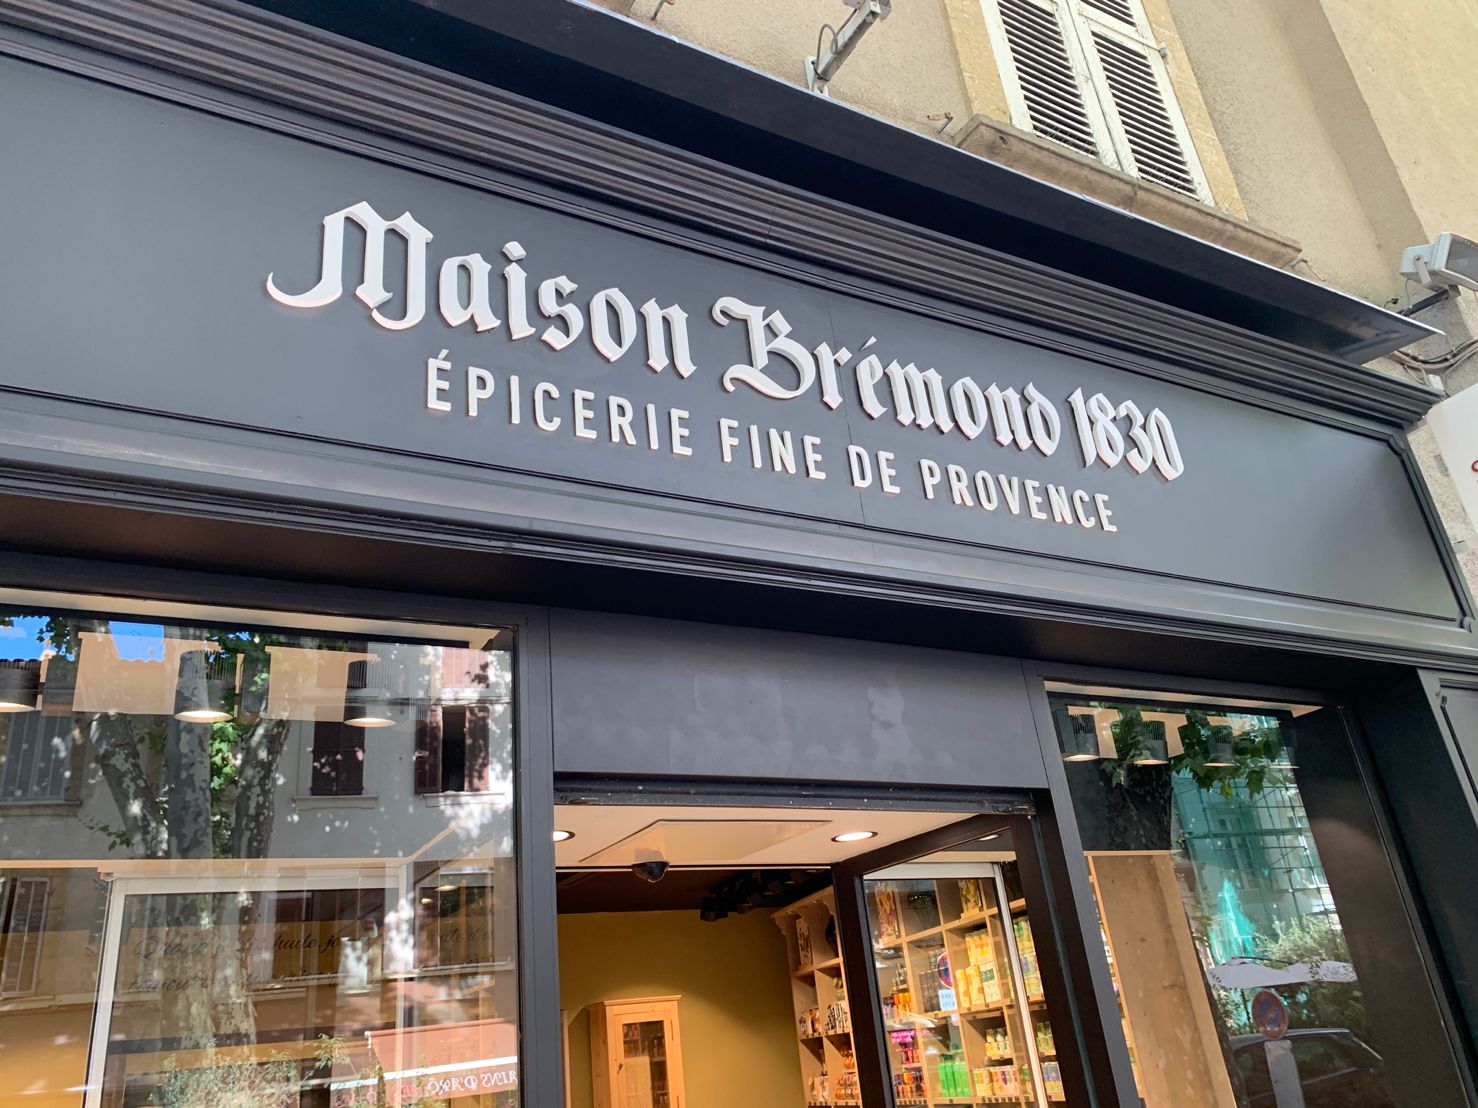 Maison Brémond 1830
ÉPICERIE FINE DE PROVENCE